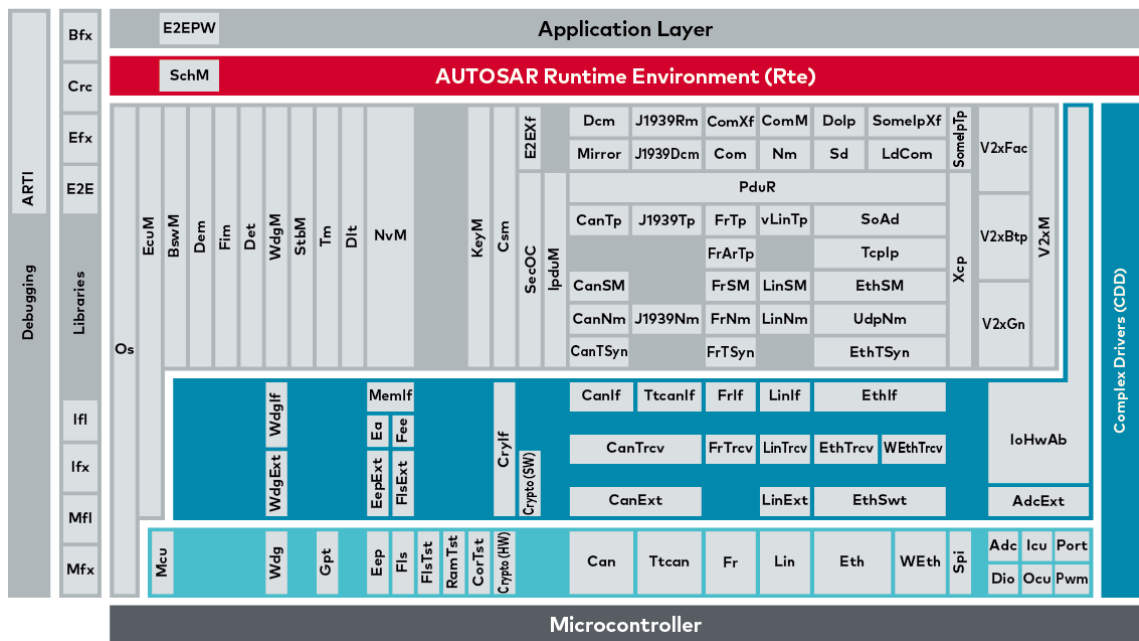 Bfx
E2EPW
Application Layer
Crc
SchM
AUTOSAR Runtime Environment (Rte)
Efx
E2E
Ifl
Ifx
Mfl
Mfx
ARTI
Debugging
Libraries
Os
EcuM
BswM
Dem
Fim
Det
WdgM
StbM
Tm
Dlt
NvM
KeyM
Csm
E2EXf
SecOC
IpduM
Dcm
J1939Rm
ComXf
ComM
DoIp
SomeIpXf
Mirror
J1939Dcm
Com
Nm
Sd
LdCom
PduR
CanTp
J1939Tp
FrTp
vLinTp
SoAd
FrArTp
TcpIp
CanSM
FrSM
LinSM
EthSM
CanNm
J1939Nm
FrNm
LinNm
UdpNm
CanTSyn
FrTSyn
EthTSyn
SomeIpTp
Xcp
V2xFac
V2xBtp
V2xGn
V2xM
Complex Drivers (CDD)
WdgIf
WdgExt
MemIf
Ea
Fee
EepExt
FlsExt
CryIf
Crypto (SW)
CanIf
TtcanIf
FrIf
LinIf
EthIf
CanTrcv
FrTrcv
LinTrcv
EthTrcv
WEthTrcv
CanExt
LinExt
EthSwt
IoHwAb
AdcExt
Mcu
Wdg
Gpt
Eep
Fls
FlsTst
RamTst
CorTst
Crypto (HW)
Can
Ttcan
Fr
Lin
Eth
WEth
Spi
Adc
Icu
Port
Dio
Ocu
Pwm
Microcontroller